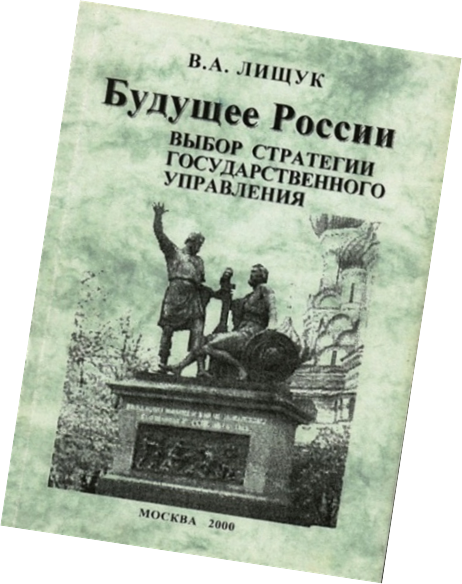 В.А. ЛИЩУК
Будущее России
ВЫБОР СТРАТЕГИИ
ГОСУДАРСТВЕННОГО
УПРАВЛЕНИЯ
МОСКВА 2000